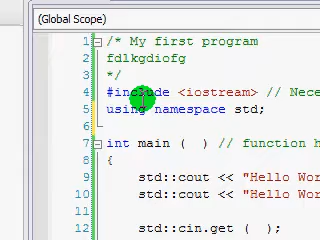 (Global Scope)
1 /* My first program
2 fdlkgdiofg
3 */
4 #include <iostream> // Nece
5 using namespace std;
6
7 int main (  ) // function h
8 {
9 std::cout << "Hello Wor
10 std::cout << "Hello Wor
11
12 std::cin.get (  );